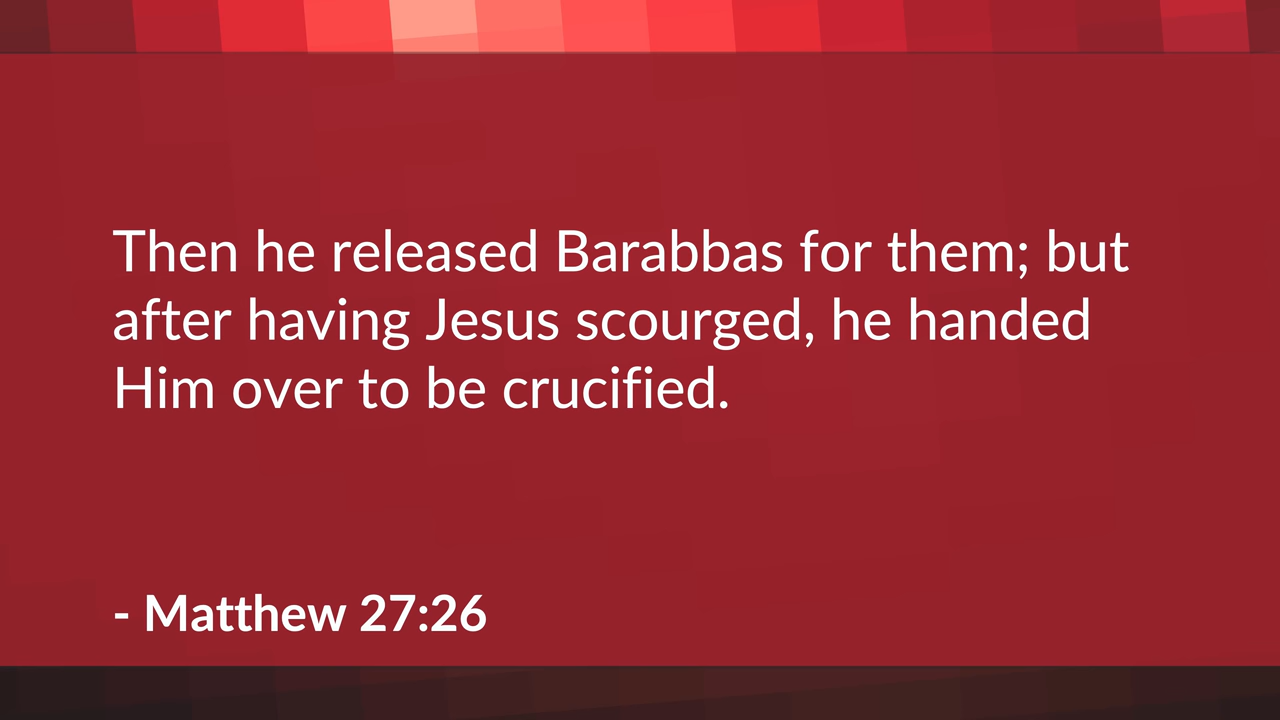 Then he released Barabbas for them; but
after having Jesus scourged, he handed
Him over to be crucified.
- Matthew 27:26